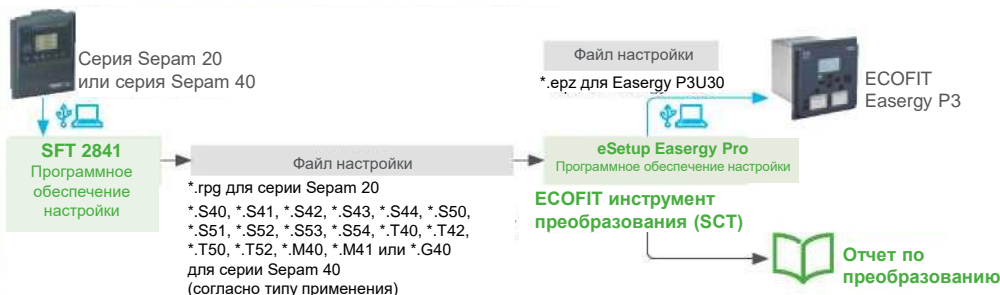 Серия Sepam 20
или серия Sepam 40
SFT 2841
Программное
обеспечение
настройки
Файл настройки
*.rpg для серии Sepam 20
*.S40, *.S41, *.S42, *.S43, *.S44, *.S50,
*.S51, *.S52, *.S53, *.S54, *.T40, *.T42,
*.T50, *.T52, *.M40, *.M41 или *.G40
для серии Sepam 40
(согласно типу применения)
Файл настройки
*.epz для Easergy P3U30
eSetup Easergy Pro
Программное обеспечение настройки
ECOFIT инструмент
преобразования (SCT)
ECOFIT
Easergy P3
Отчет по
преобразованию